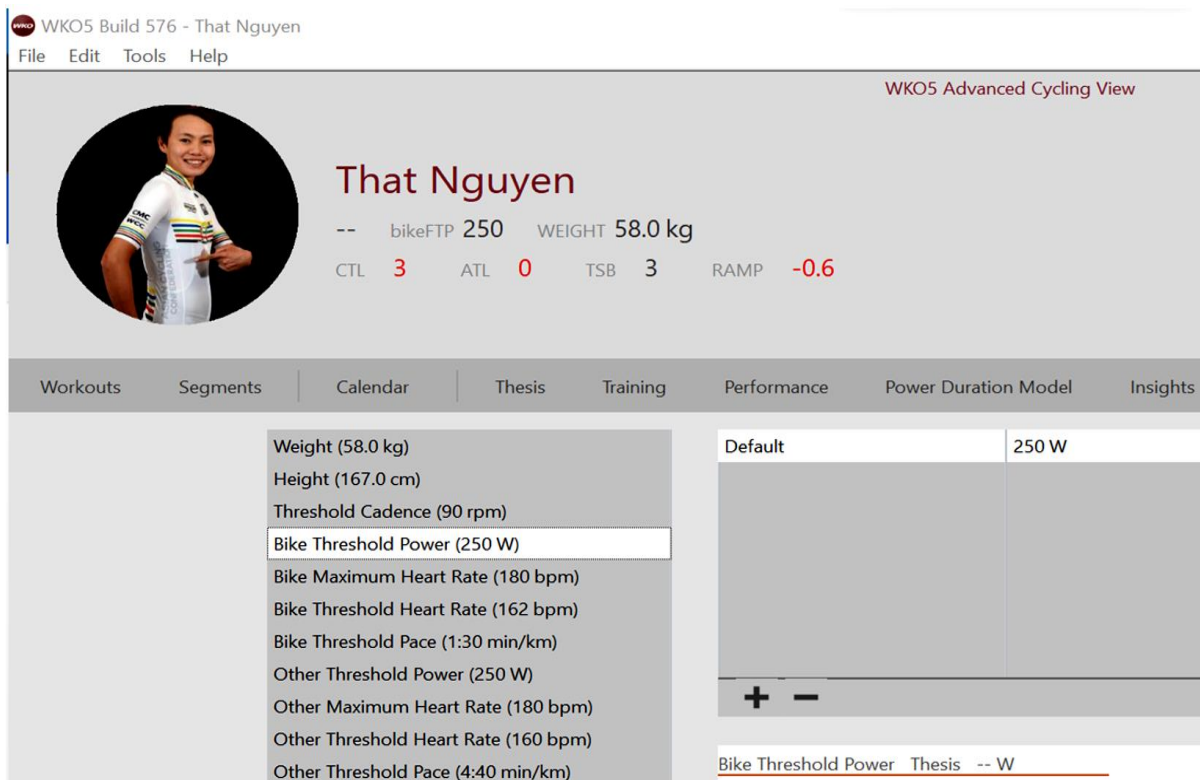 WKO5 Build 576 - That Nguyen
File Edit Tools Help
WKO5 Advanced Cycling View
That Nguyen
-- bikeFTP 250 WEIGHT 58.0 kg
CTL 3 ATL 0 TSB 3 RAMP -0.6
CMC
WCC
ASIAN CYCLING
CONFEDERATION
Workouts Segments Calendar Thesis Training Performance Power Duration Model Insights
Weight (58.0 kg)
Height (167.0 cm)
Threshold Cadence (90 rpm)
Bike Threshold Power (250 W)
Bike Maximum Heart Rate (180 bpm)
Bike Threshold Heart Rate (162 bpm)
Bike Threshold Pace (1:30 min/km)
Other Threshold Power (250 W)
Other Maximum Heart Rate (180 bpm)
Other Threshold Heart Rate (160 bpm)
Other Threshold Pace (4:40 min/km)
Default 250 W
+ −
Bike Threshold Power Thesis -- W